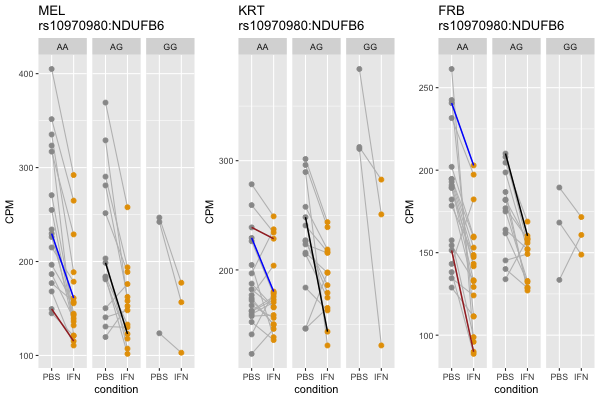 MEL
rs10970980:NDUFB6
AA AG GG
400
300
200
100
CPM
PBS IFN PBS IFN PBS IFN
condition
KRT
rs10970980:NDUFB6
AA AG GG
300
200
CPM
PBS IFN PBS IFN PBS IFN
condition
FRB
rs10970980:NDUFB6
AA AG GG
250
200
150
100
CPM
PBS IFN PBS IFN PBS IFN
condition